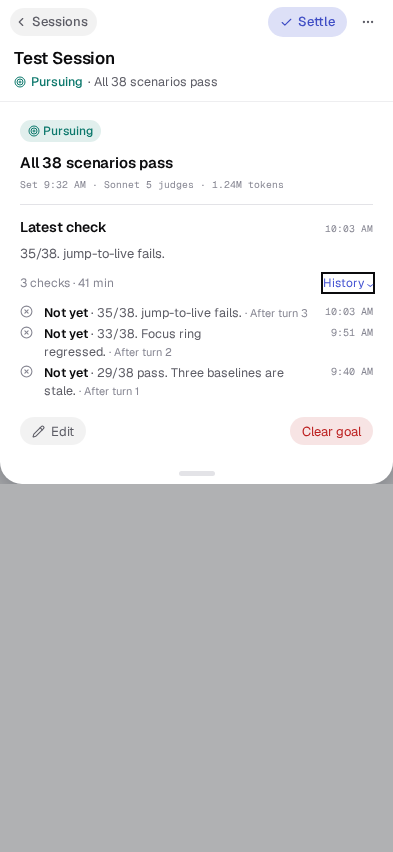 Sessions
Settle
Test Session
Pursuing · All 38 scenarios pass
Pursuing
All 38 scenarios pass
Set 9:32 AM · Sonnet 5 judges · 1.24M tokens
Latest check 10:03 AM
35/38. jump-to-live fails.
3 checks · 41 min History
Not yet · 35/38. jump-to-live fails. · After turn 3 10:03 AM
Not yet · 33/38. Focus ring 9:51 AM
regressed. · After turn 2
Not yet · 29/38 pass. Three baselines are 9:40 AM
stale. · After turn 1
Edit
Clear goal